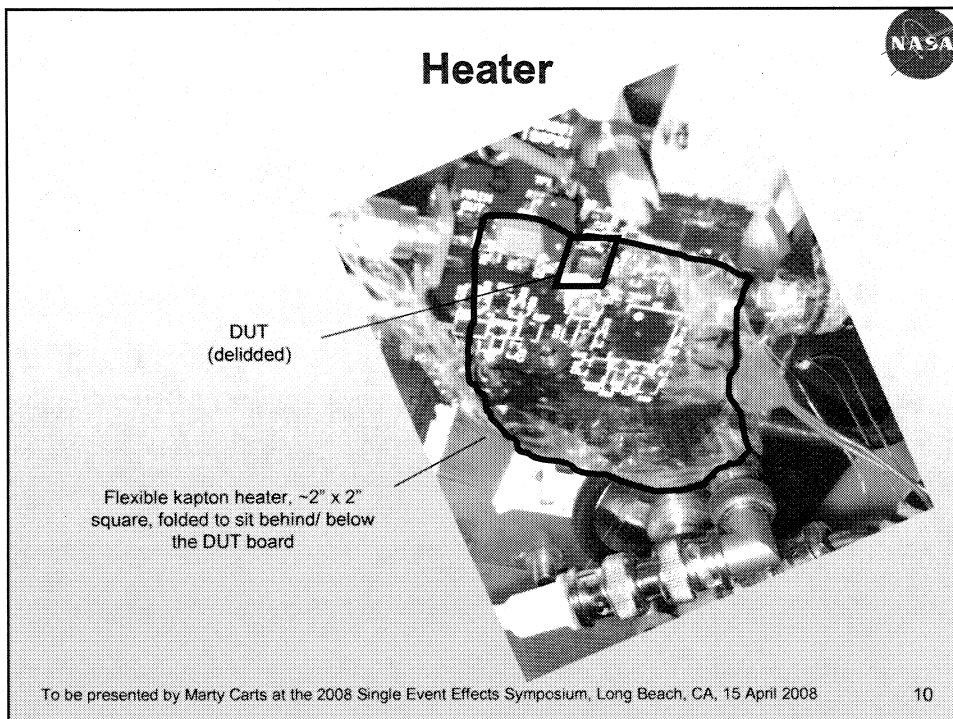 Heater
NASA
DUT
(delidded)
Flexible kapton heater, ~2" x 2"
square, folded to sit behind/ below
the DUT board
To be presented by Marty Carts at the 2008 Single Event Effects Symposium, Long Beach, CA, 15 April 2008
10